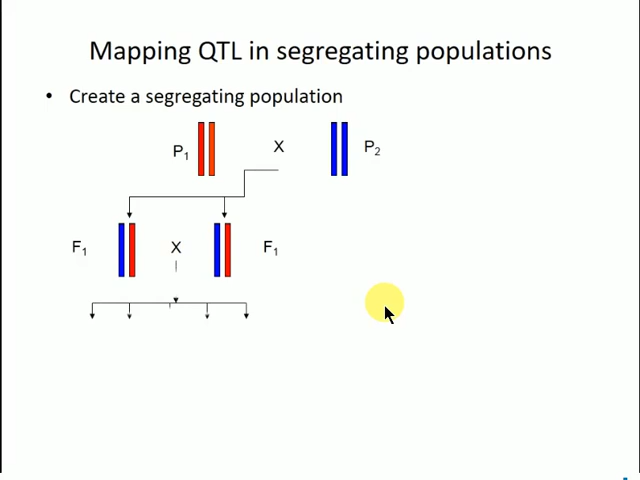 Mapping QTL in segregating populations
• Create a segregating population
P1 X P2
F1 X F1